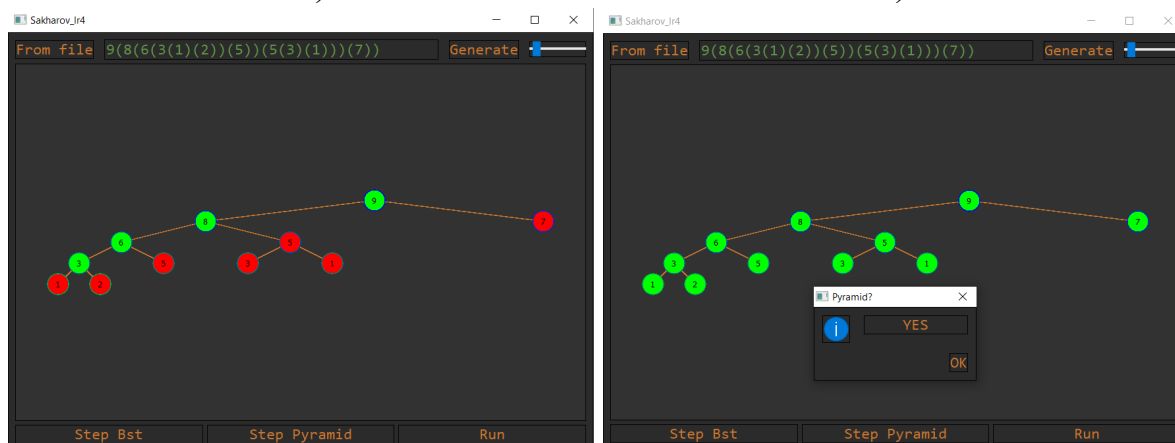 Sakharov_lr4
From file 9(8(6(3(1)(2))(5))(5(3)(1)))(7)) Generate
9
8 7
6 5
3 5 3 1
1 2
Step Bst Step Pyramid Run
Sakharov_lr4
From file 9(8(6(3(1)(2))(5))(5(3)(1)))(7)) Generate
9
8 7
6 5
3 5 3 1
1 2
Pyramid?
YES
OK
Step Bst Step Pyramid Run